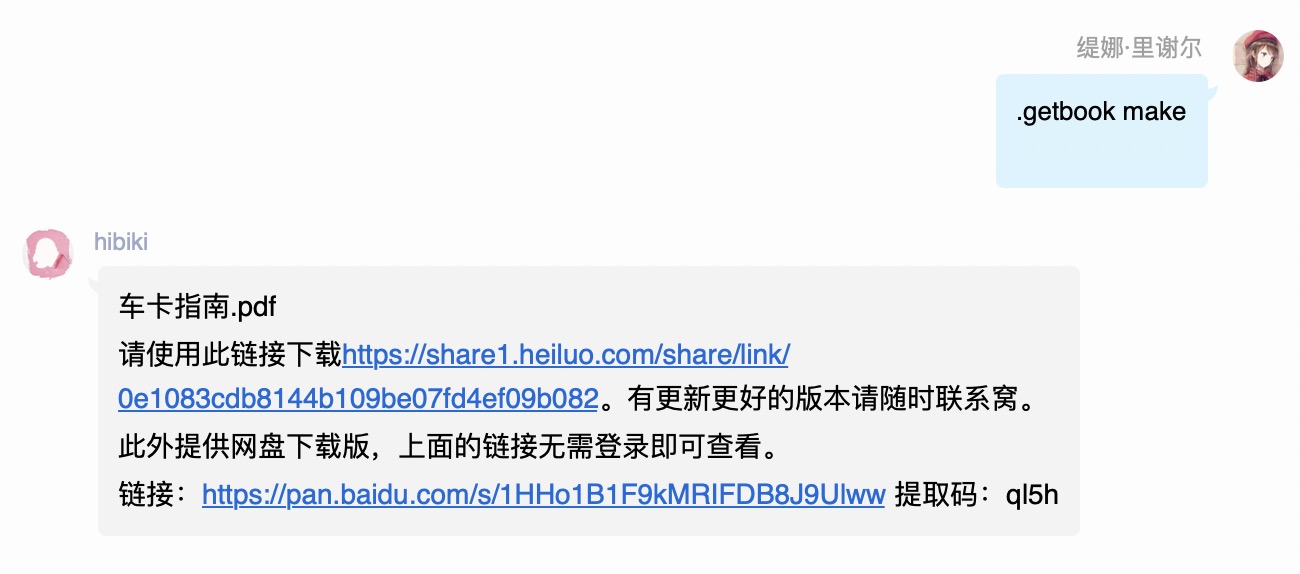 缇娜·里谢尔
.getbook make
hibiki
车卡指南.pdf
请使用此链接下载https://share1.heiluo.com/share/link/
0e1083cdb8144b109be07fd4ef09b082。有更新更好的版本请随时联系窝。
此外提供网盘下载版，上面的链接无需登录即可查看。
链接：https://pan.baidu.com/s/1HHo1B1F9kMRIFDB8J9Ulww 提取码：ql5h